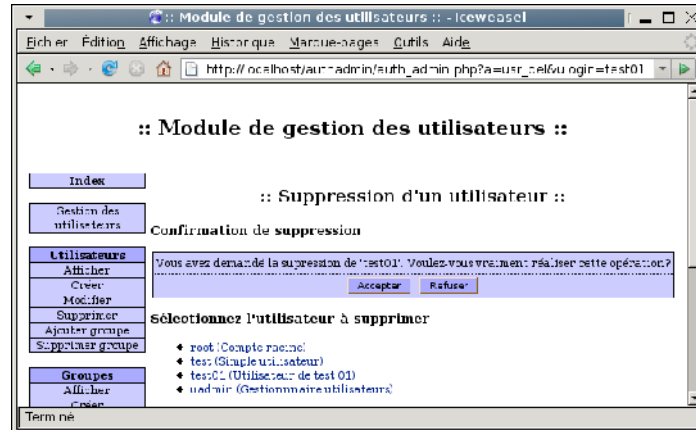 :: Module de gestion des utilisateurs :: - Iceweasel
Fichier Édition Affichage Historique Marque-pages Outils Aide
http://localhost/authadmin/auth_admin.php?a=usr_del&ulogin=test01
:: Module de gestion des utilisateurs ::
Index
Gestion des
utilisateurs
Utilisateurs
Afficher
Créer
Modifier
Supprimer
Ajouter groupe
Supprimer groupe
Groupes
Afficher
Créer
:: Suppression d'un utilisateur ::
Confirmation de suppression
Vous avez demandé la supression de 'test01'. Voulez-vous vraiment réaliser cette opération?
Accepter Refuser
Sélectionnez l'utilisateur à supprimer
root (Compte racine)
test (Simple utilisateur)
test01 (Utilisateur de test 01)
uadmin (Gestionnnaire utilisateurs)
Terminé